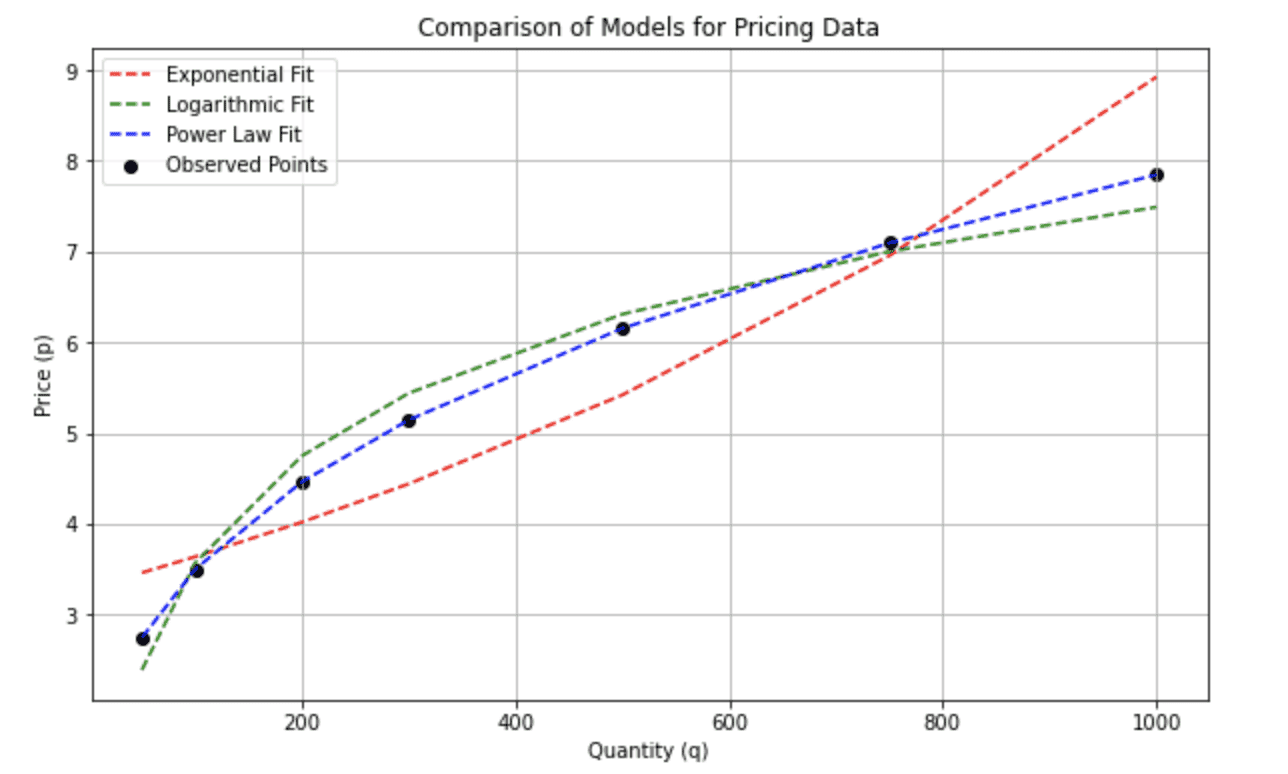 Comparison of Models for Pricing Data
Exponential Fit
Logarithmic Fit
Power Law Fit
Observed Points
9
8
7
6
5
4
3
Price (p)
200 400 600 800 1000
Quantity (q)